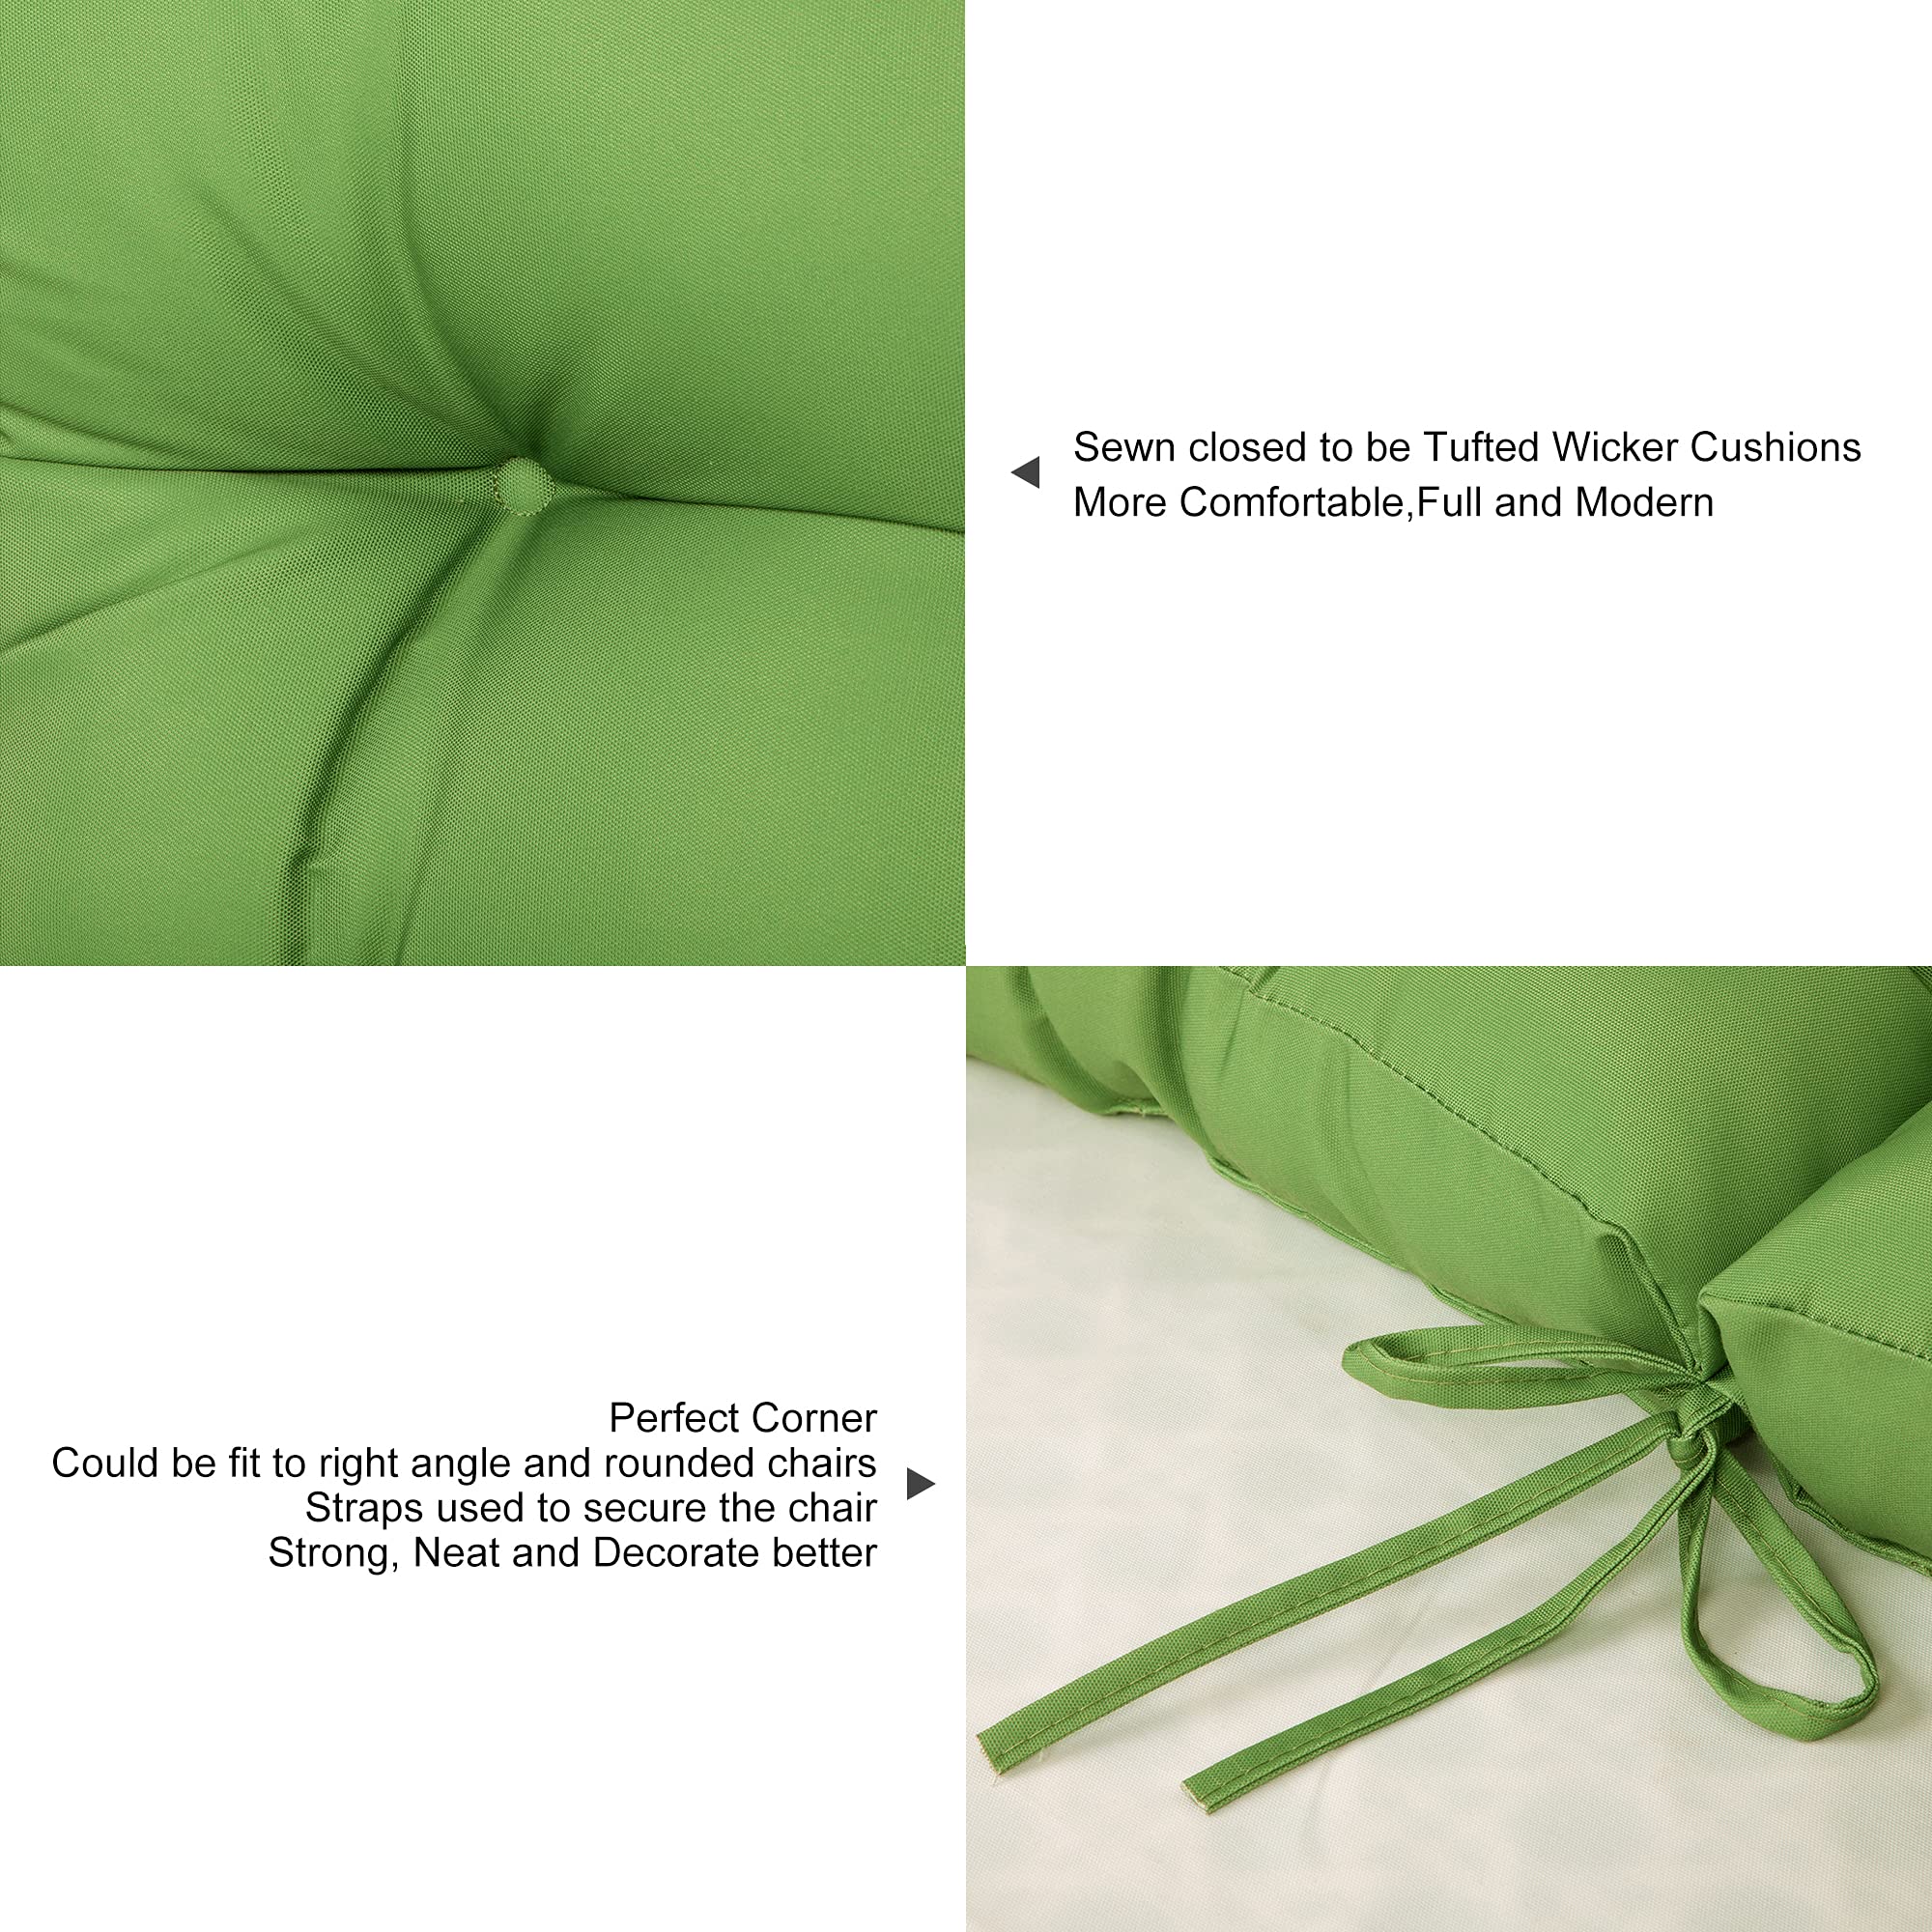 Sewn closed to be Tufted Wicker Cushions
More Comfortable,Full and Modern
Perfect Corner
Could be fit to right angle and rounded chairs
Straps used to secure the chair
Strong, Neat and Decorate better